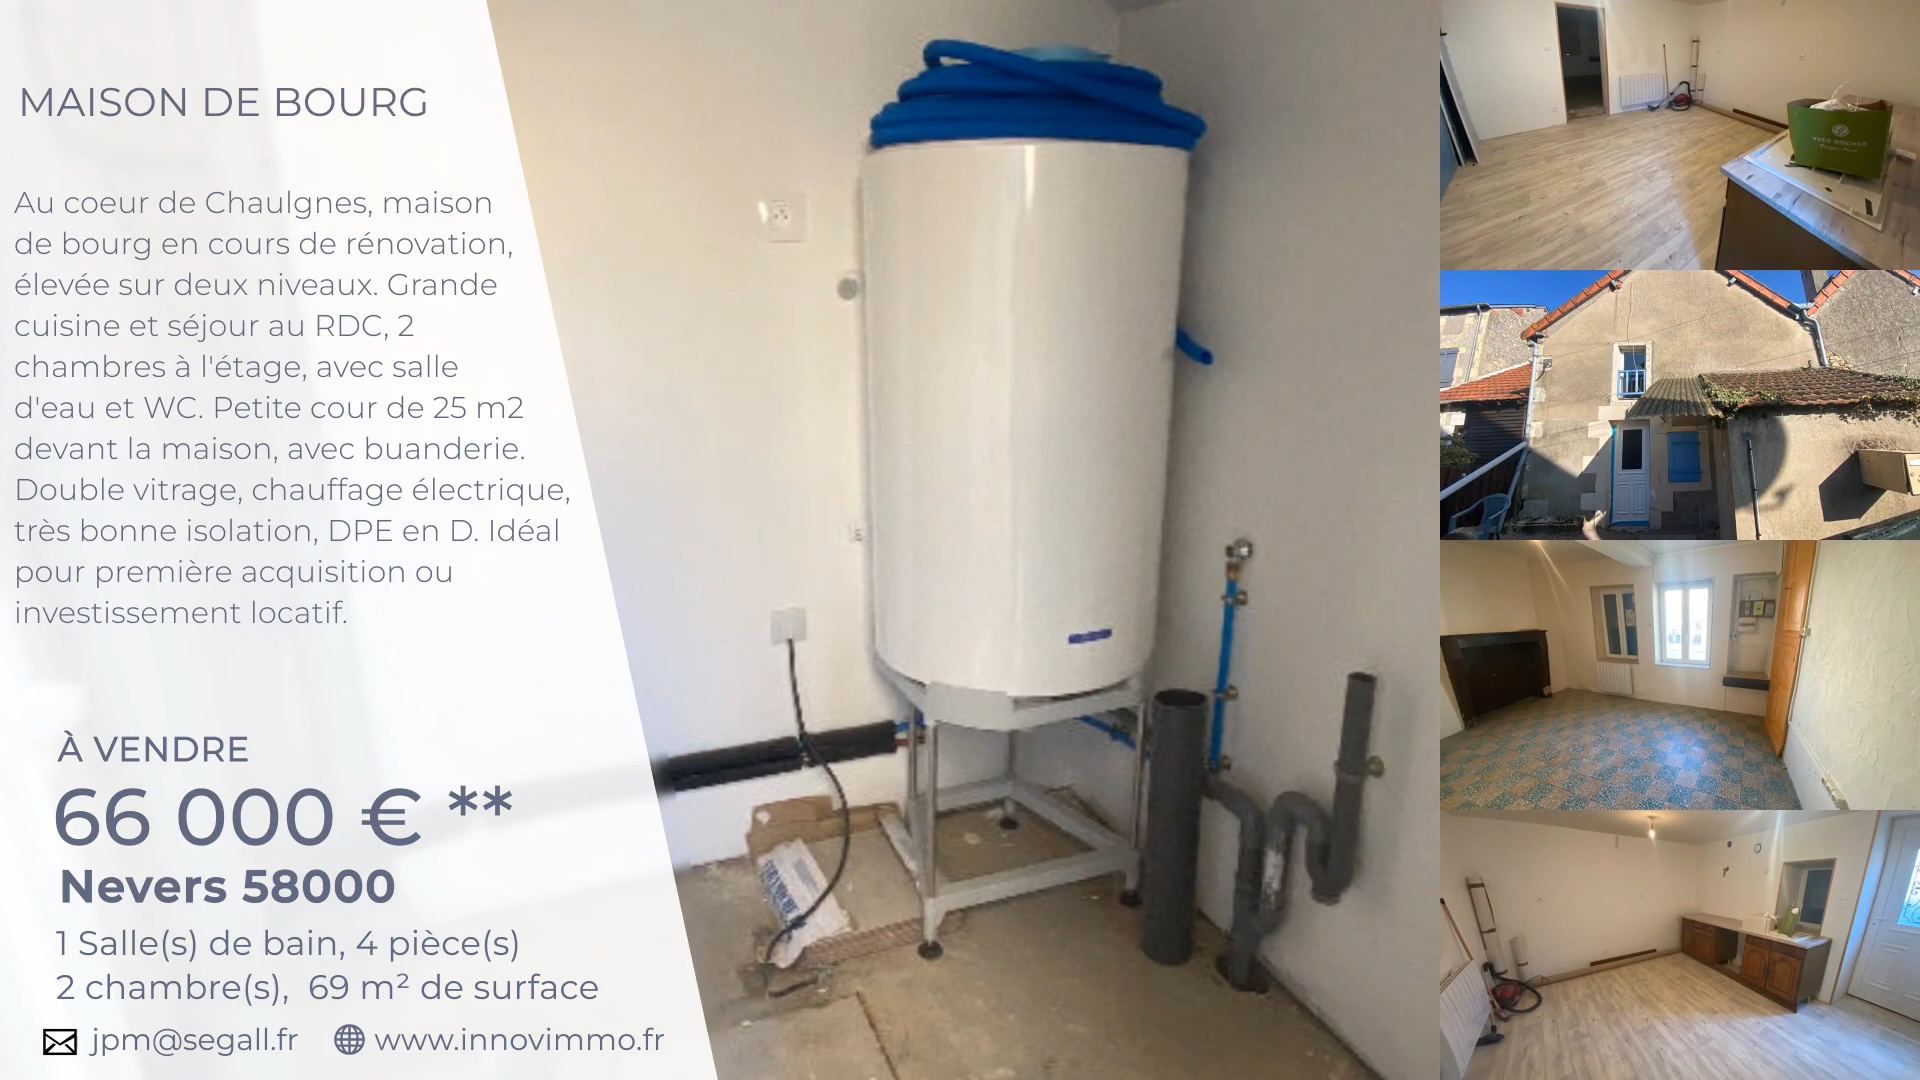 MAISON DE BOURG
Au coeur de Chaulgnes, maison
de bourg en cours de rénovation,
élevée sur deux niveaux. Grande
cuisine et séjour au RDC, 2
chambres à l'étage, avec salle
d'eau et WC. Petite cour de 25 m2
devant la maison, avec buanderie.
Double vitrage, chauffage électrique,
très bonne isolation, DPE en D. Idéal
pour première acquisition ou
investissement locatif.
À VENDRE
66 000 € **
Nevers 58000
1 Salle(s) de bain, 4 pièce(s)
2 chambre(s), 69 m² de surface
jpm@segall.fr www.innovimmo.fr
YVES ROCHER